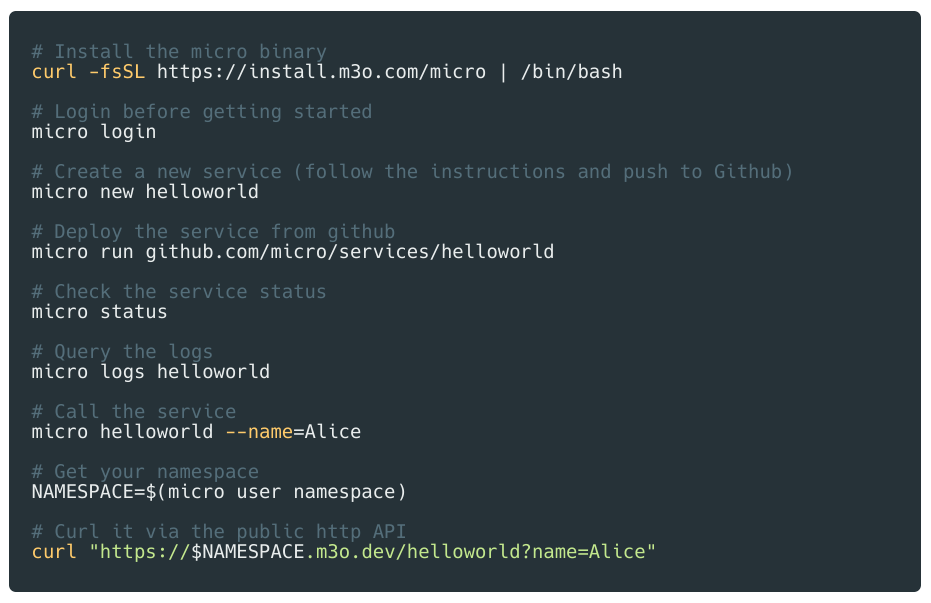 # Install the micro binary
curl -fsSL https://install.m3o.com/micro | /bin/bash
# Login before getting started
micro login
# Create a new service (follow the instructions and push to Github)
micro new helloworld
# Deploy the service from github
micro run github.com/micro/services/helloworld
# Check the service status
micro status
# Query the logs
micro logs helloworld
# Call the service
micro helloworld --name=Alice
# Get your namespace
NAMESPACE=$(micro user namespace)
# Curl it via the public http API
curl "https://$NAMESPACE.m3o.dev/helloworld?name=Alice"